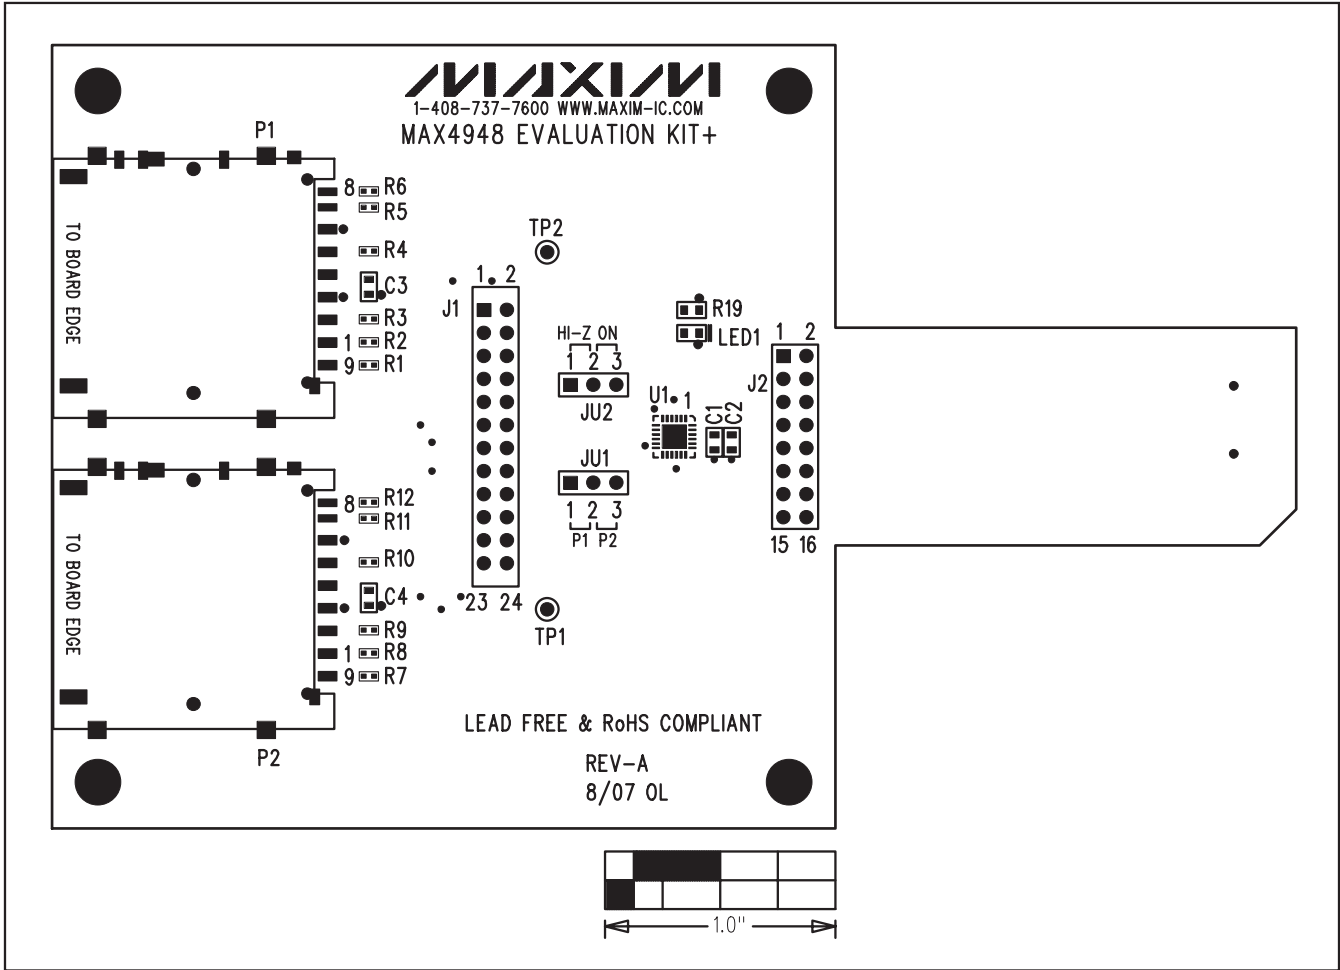 MAXIM
1-408-737-7600 WWW.MAXIM-IC.COM
MAX4948 EVALUATION KIT+
P1
TO BOARD EDGE
8 R6
R5
R4
C3
R3
1 R2
9 R1
TP2
1 2
J1
23 24
HI-Z ON
1 2 3
JU2
JU1
1 2 3
P1 P2
TP1
R19
LED1
U1 1
C1
C2
1 2
J2
15 16
TO BOARD EDGE
8 R12
R11
R10
C4
R9
1 R8
9 R7
P2
LEAD FREE & RoHS COMPLIANT
REV-A
8/07 OL
1.0"